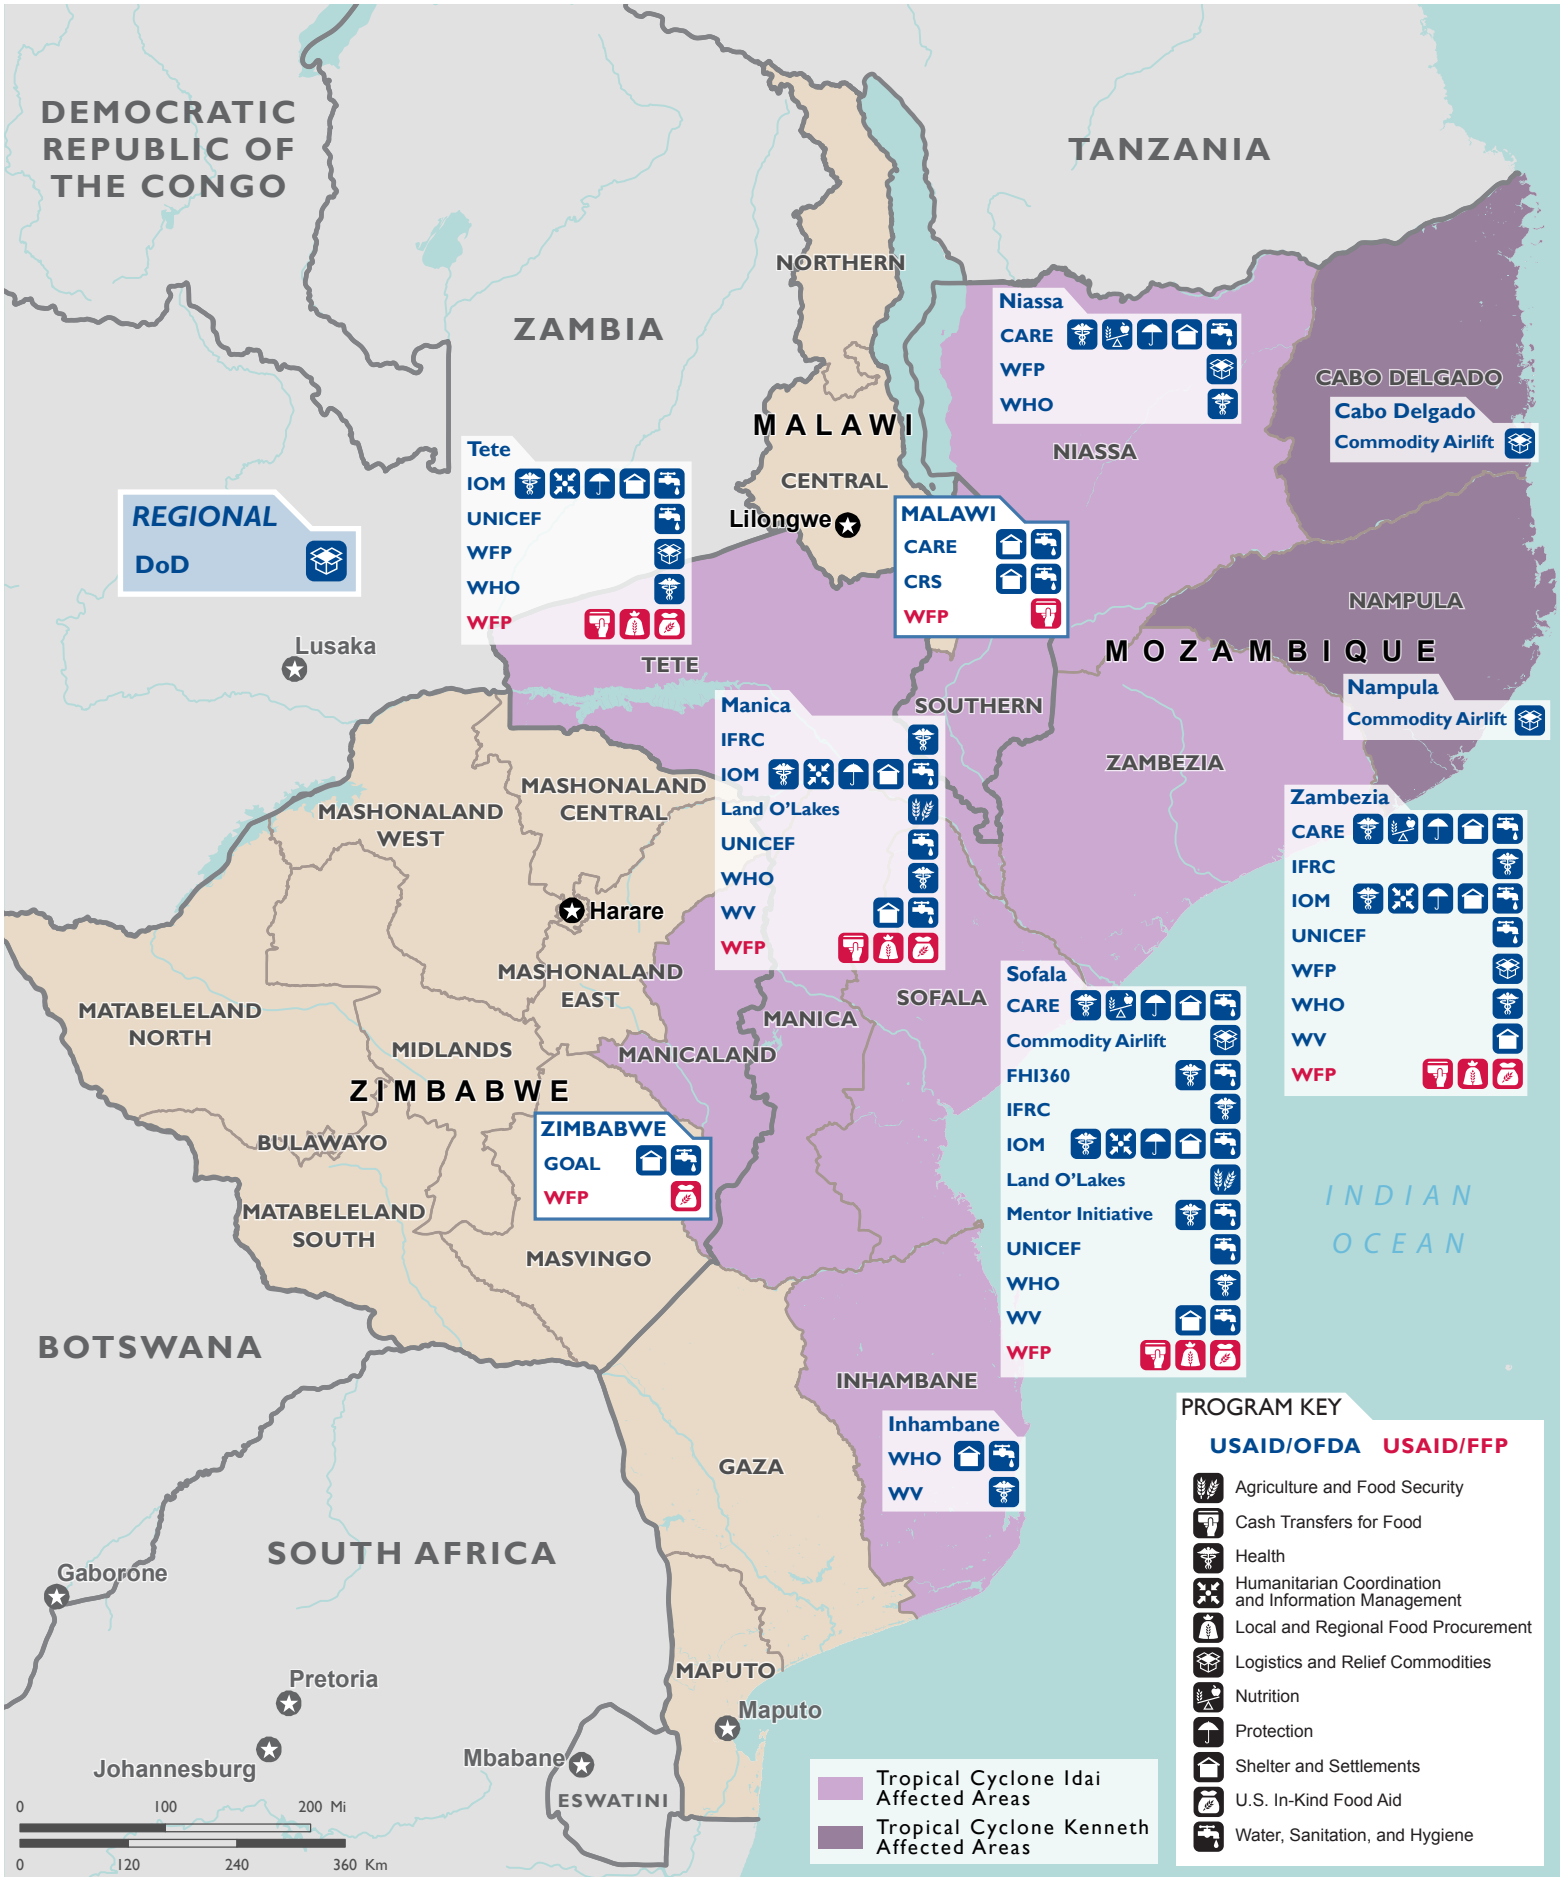 DEMOCRATIC
REPUBLIC OF
THE CONGO
TANZANIA
ZAMBIA
NORTHERN
Niassa
CARE
WFP
WHO
CABO DELGADO
Cabo Delgado
Commodity Airlift
MALAWI
NIASSA
CENTRAL
Lilongwe
Tete
IOM
UNICEF
WFP
WHO
WFP
REGIONAL
DoD
MALAWI
CARE
CRS
WFP
NAMPULA
MOZAMBIQUE
Nampula
Commodity Airlift
Lusaka
TETE
SOUTHERN
ZAMBEZIA
Manica
IFRC
IOM
Land O'Lakes
UNICEF
WHO
WV
WFP
MASHONALAND
CENTRAL
MASHONALAND
WEST
Zambezia
CARE
IFRC
IOM
UNICEF
WFP
WHO
WV
WFP
Harare
MASHONALAND
EAST
SOFALA
MANICA
MATABELELAND
NORTH
MIDLANDS
MANICALAND
ZIMBABWE
Sofala
CARE
Commodity Airlift
FHI360
IFRC
IOM
Land O'Lakes
Mentor Initiative
UNICEF
WHO
WV
WFP
BULAWAYO
ZIMBABWE
GOAL
WFP
MATABELELAND
SOUTH
MASVINGO
INDIAN
OCEAN
BOTSWANA
INHAMBANE
Inhambane
WHO
WV
GAZA
SOUTH AFRICA
Gaborone
Pretoria
Johannesburg
Mbabane
ESWATINI
MAPUTO
Maputo
0 100 200 Mi
0 120 240 360 Km
Tropical Cyclone Idai
Affected Areas
Tropical Cyclone Kenneth
Affected Areas
PROGRAM KEY
USAID/OFDA USAID/FFP
Agriculture and Food Security
Cash Transfers for Food
Health
Humanitarian Coordination
and Information Management
Local and Regional Food Procurement
Logistics and Relief Commodities
Nutrition
Protection
Shelter and Settlements
U.S. In-Kind Food Aid
Water, Sanitation, and Hygiene